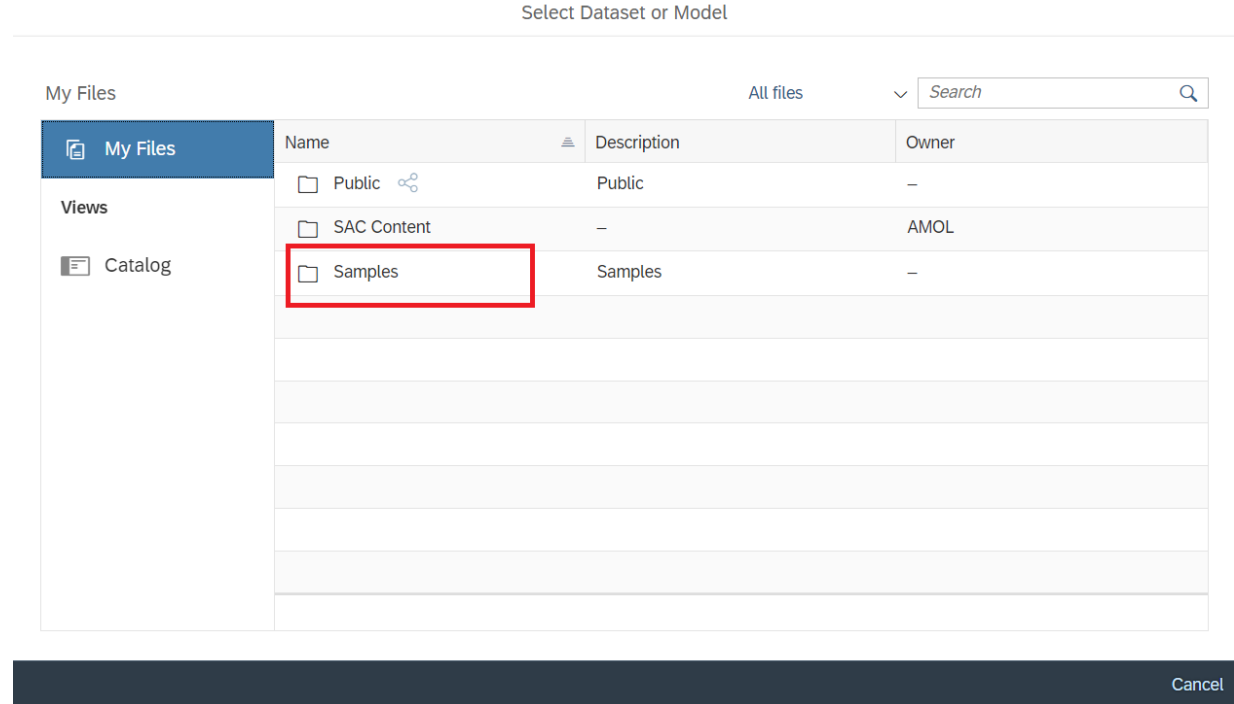 Select Dataset or Model
My Files
All files
Search
My Files
Views
Catalog
Name Description Owner
Public Public –
SAC Content – AMOL
Samples Samples –
Cancel